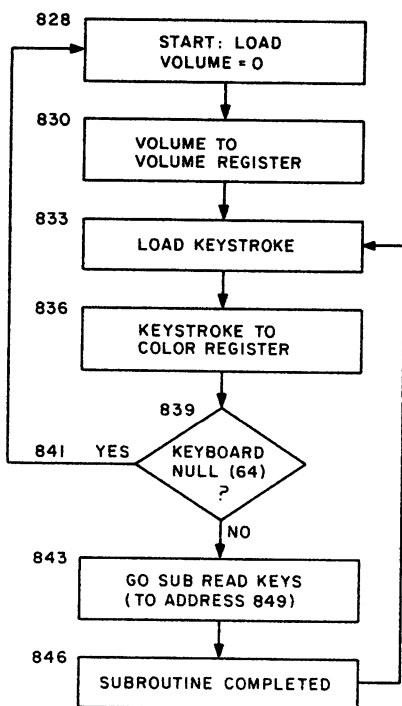 828
START: LOAD
VOLUME = 0
830
VOLUME TO
VOLUME REGISTER
833
LOAD KEYSTROKE
836
KEYSTROKE TO
COLOR REGISTER
839
841 YES
KEYBOARD
NULL (64)
?
NO
843
GO SUB READ KEYS
(TO ADDRESS 849)
846
SUBROUTINE COMPLETED